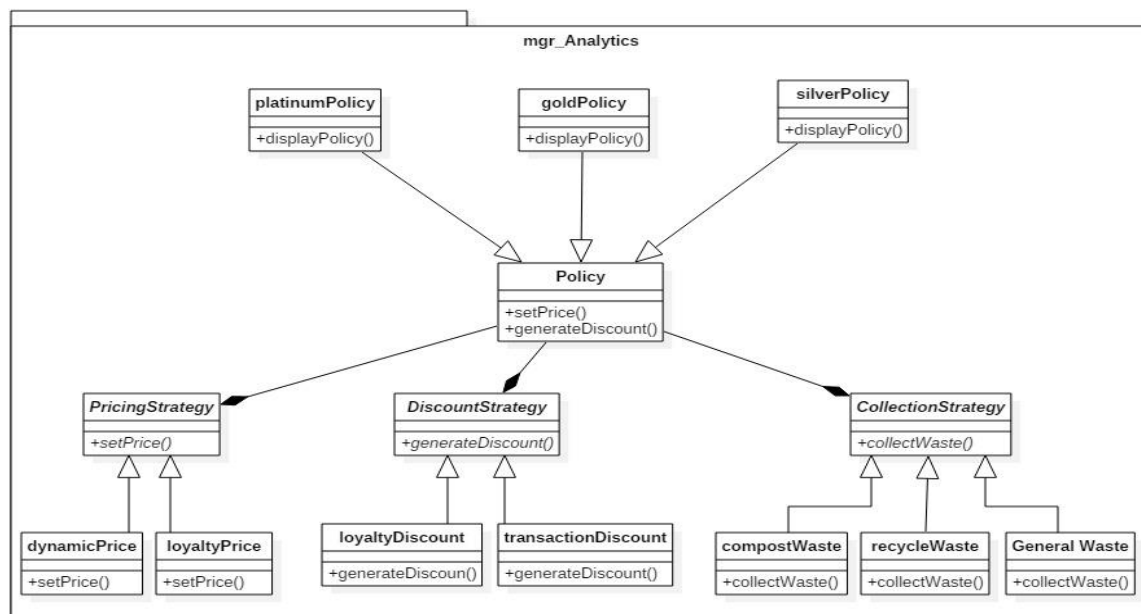 mgr_Analytics
platinumPolicy
+displayPolicy()
goldPolicy
+displayPolicy()
silverPolicy
+displayPolicy()
Policy
+setPrice()
+generateDiscount()
PricingStrategy
+setPrice()
DiscountStrategy
+generateDiscount()
CollectionStrategy
+collectWaste()
dynamicPrice
+setPrice()
loyaltyPrice
+setPrice()
loyaltyDiscount
+generateDiscoun()
transactionDiscount
+generateDiscount()
compostWaste
+collectWaste()
recycleWaste
+collectWaste()
General Waste
+collectWaste()